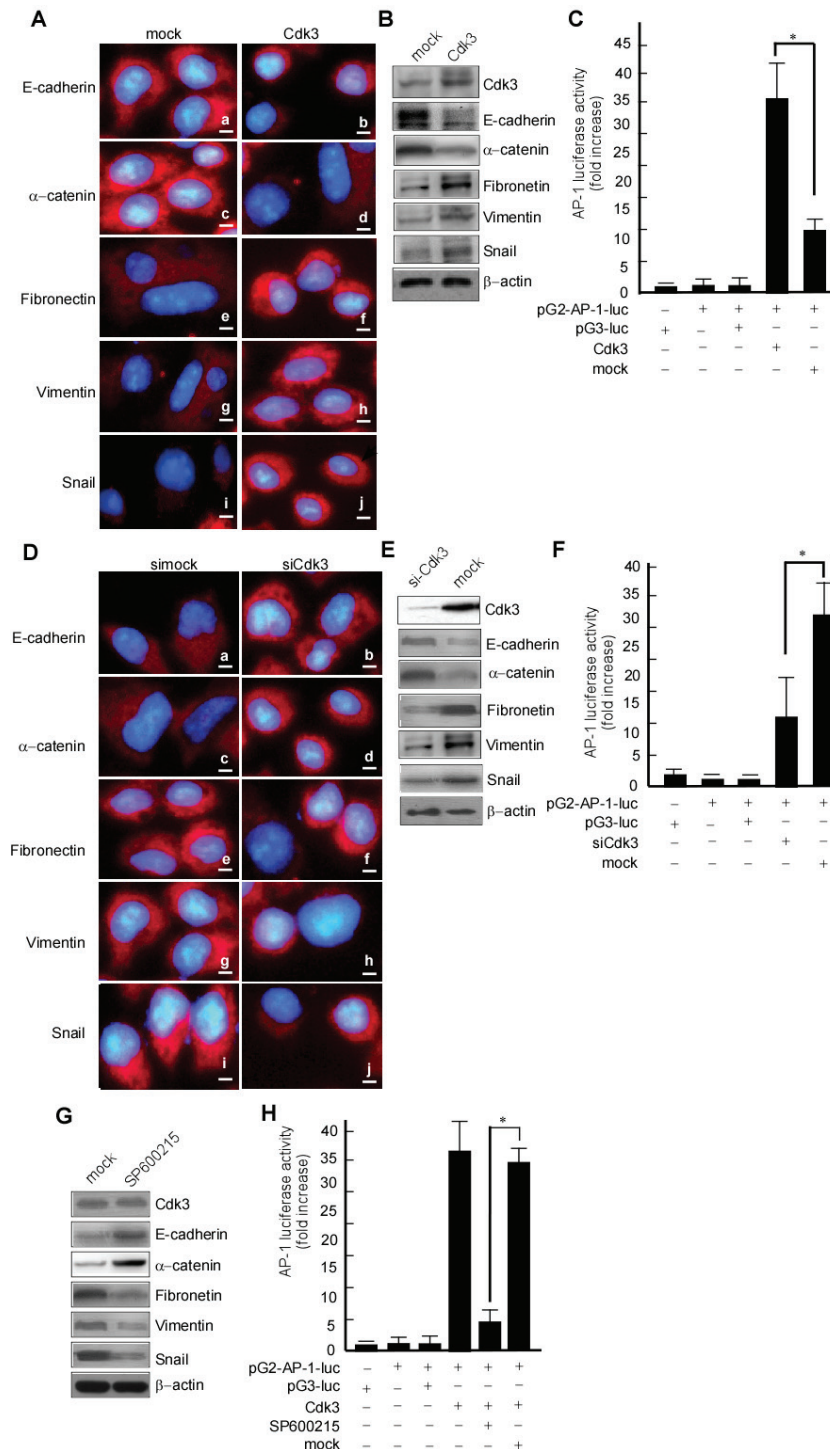 A
mock Cdk3
E-cadherin
a b
α-catenin
c d
Fibronectin
e f
Vimentin
g h
Snail
i j
B
mock Cdk3
Cdk3
E-cadherin
α-catenin
Fibronetin
Vimentin
Snail
β-actin
C
AP-1 luciferase activity
(fold increase)
45
40
35
30
25
20
15
10
5
0
*
pG2-AP-1-luc – + + + +
pG3-luc + – + – –
Cdk3 – – – + –
mock – – – – +
D
simock siCdk3
E-cadherin
a b
α-catenin
c d
Fibronectin
e f
Vimentin
g h
Snail
i j
E
si-Cdk3 mock
Cdk3
E-cadherin
α-catenin
Fibronetin
Vimentin
Snail
β-actin
F
AP-1 luciferase activity
(fold increase)
40
35
30
25
20
15
10
5
0
*
pG2-AP-1-luc – + + + +
pG3-luc + – + – –
siCdk3 – – – + –
mock – – – – +
G
mock SP600215
Cdk3
E-cadherin
α-catenin
Fibronetin
Vimentin
Snail
β-actin
H
AP-1 luciferase activity
(fold increase)
40
35
30
25
20
15
10
5
0
*
pG2-AP-1-luc – + + + + +
pG3-luc + – + – – –
Cdk3 – – – + + +
SP600215 – – – – + –
mock – – – – – +